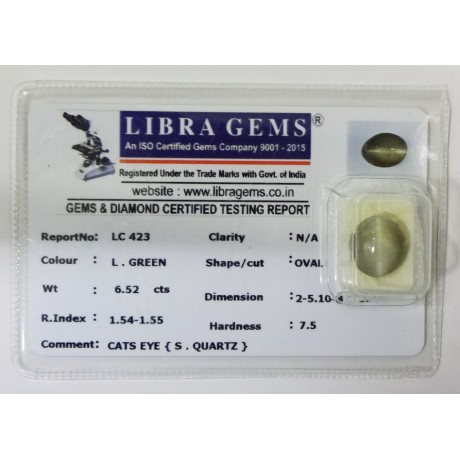 LIBRA GEMS ®
An ISO Certified Gems Company 9001 - 2015
Registered Under the Trade Marks with Govt. of India
website : www.libragems.co.in
GEMS & DIAMOND CERTIFIED TESTING REPORT
ReportNo: LC 423 Clarity : N/A
Colour : L . GREEN Shape/cut : OVAL
Wt : 6.52 cts Dimension
R.Index : 1.54-1.55 Hardness : 7.5
Comment: CATS EYE { S . QUARTZ }